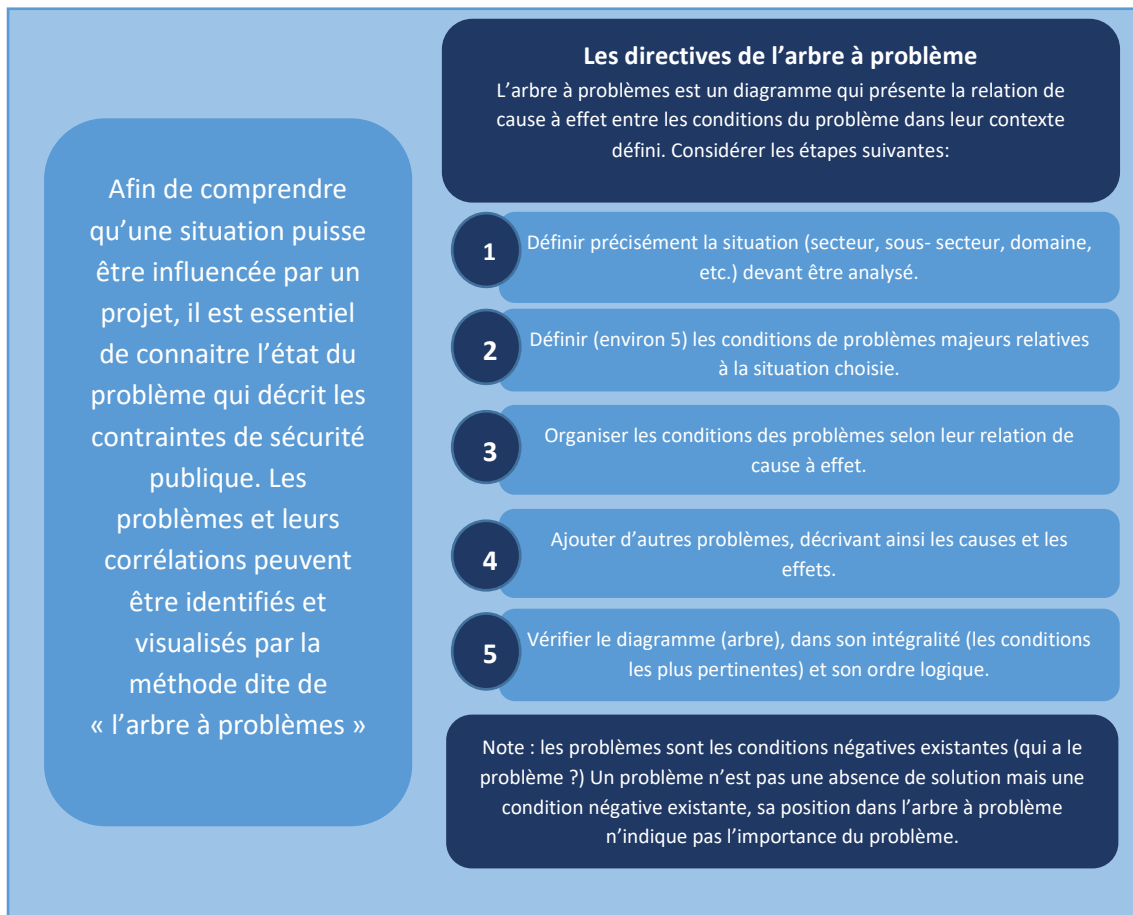 Afin de comprendre
qu’une situation puisse
être influencée par un
projet, il est essentiel
de connaitre l’état du
problème qui décrit les
contraintes de sécurité
publique. Les
problèmes et leurs
corrélations peuvent
être identifiés et
visualisés par la
méthode dite de
« l’arbre à problèmes »
Les directives de l’arbre à problème
L’arbre à problèmes est un diagramme qui présente la relation de
cause à effet entre les conditions du problème dans leur contexte
défini. Considérer les étapes suivantes:
1
Définir précisément la situation (secteur, sous- secteur, domaine,
etc.) devant être analysé.
2
Définir (environ 5) les conditions de problèmes majeurs relatives
à la situation choisie.
3
Organiser les conditions des problèmes selon leur relation de
cause à effet.
4
Ajouter d’autres problèmes, décrivant ainsi les causes et les
effets.
5
Vérifier le diagramme (arbre), dans son intégralité (les conditions
les plus pertinentes) et son ordre logique.
Note : les problèmes sont les conditions négatives existantes (qui a le
problème ?) Un problème n’est pas une absence de solution mais une
condition négative existante, sa position dans l’arbre à problème
n’indique pas l’importance du problème.